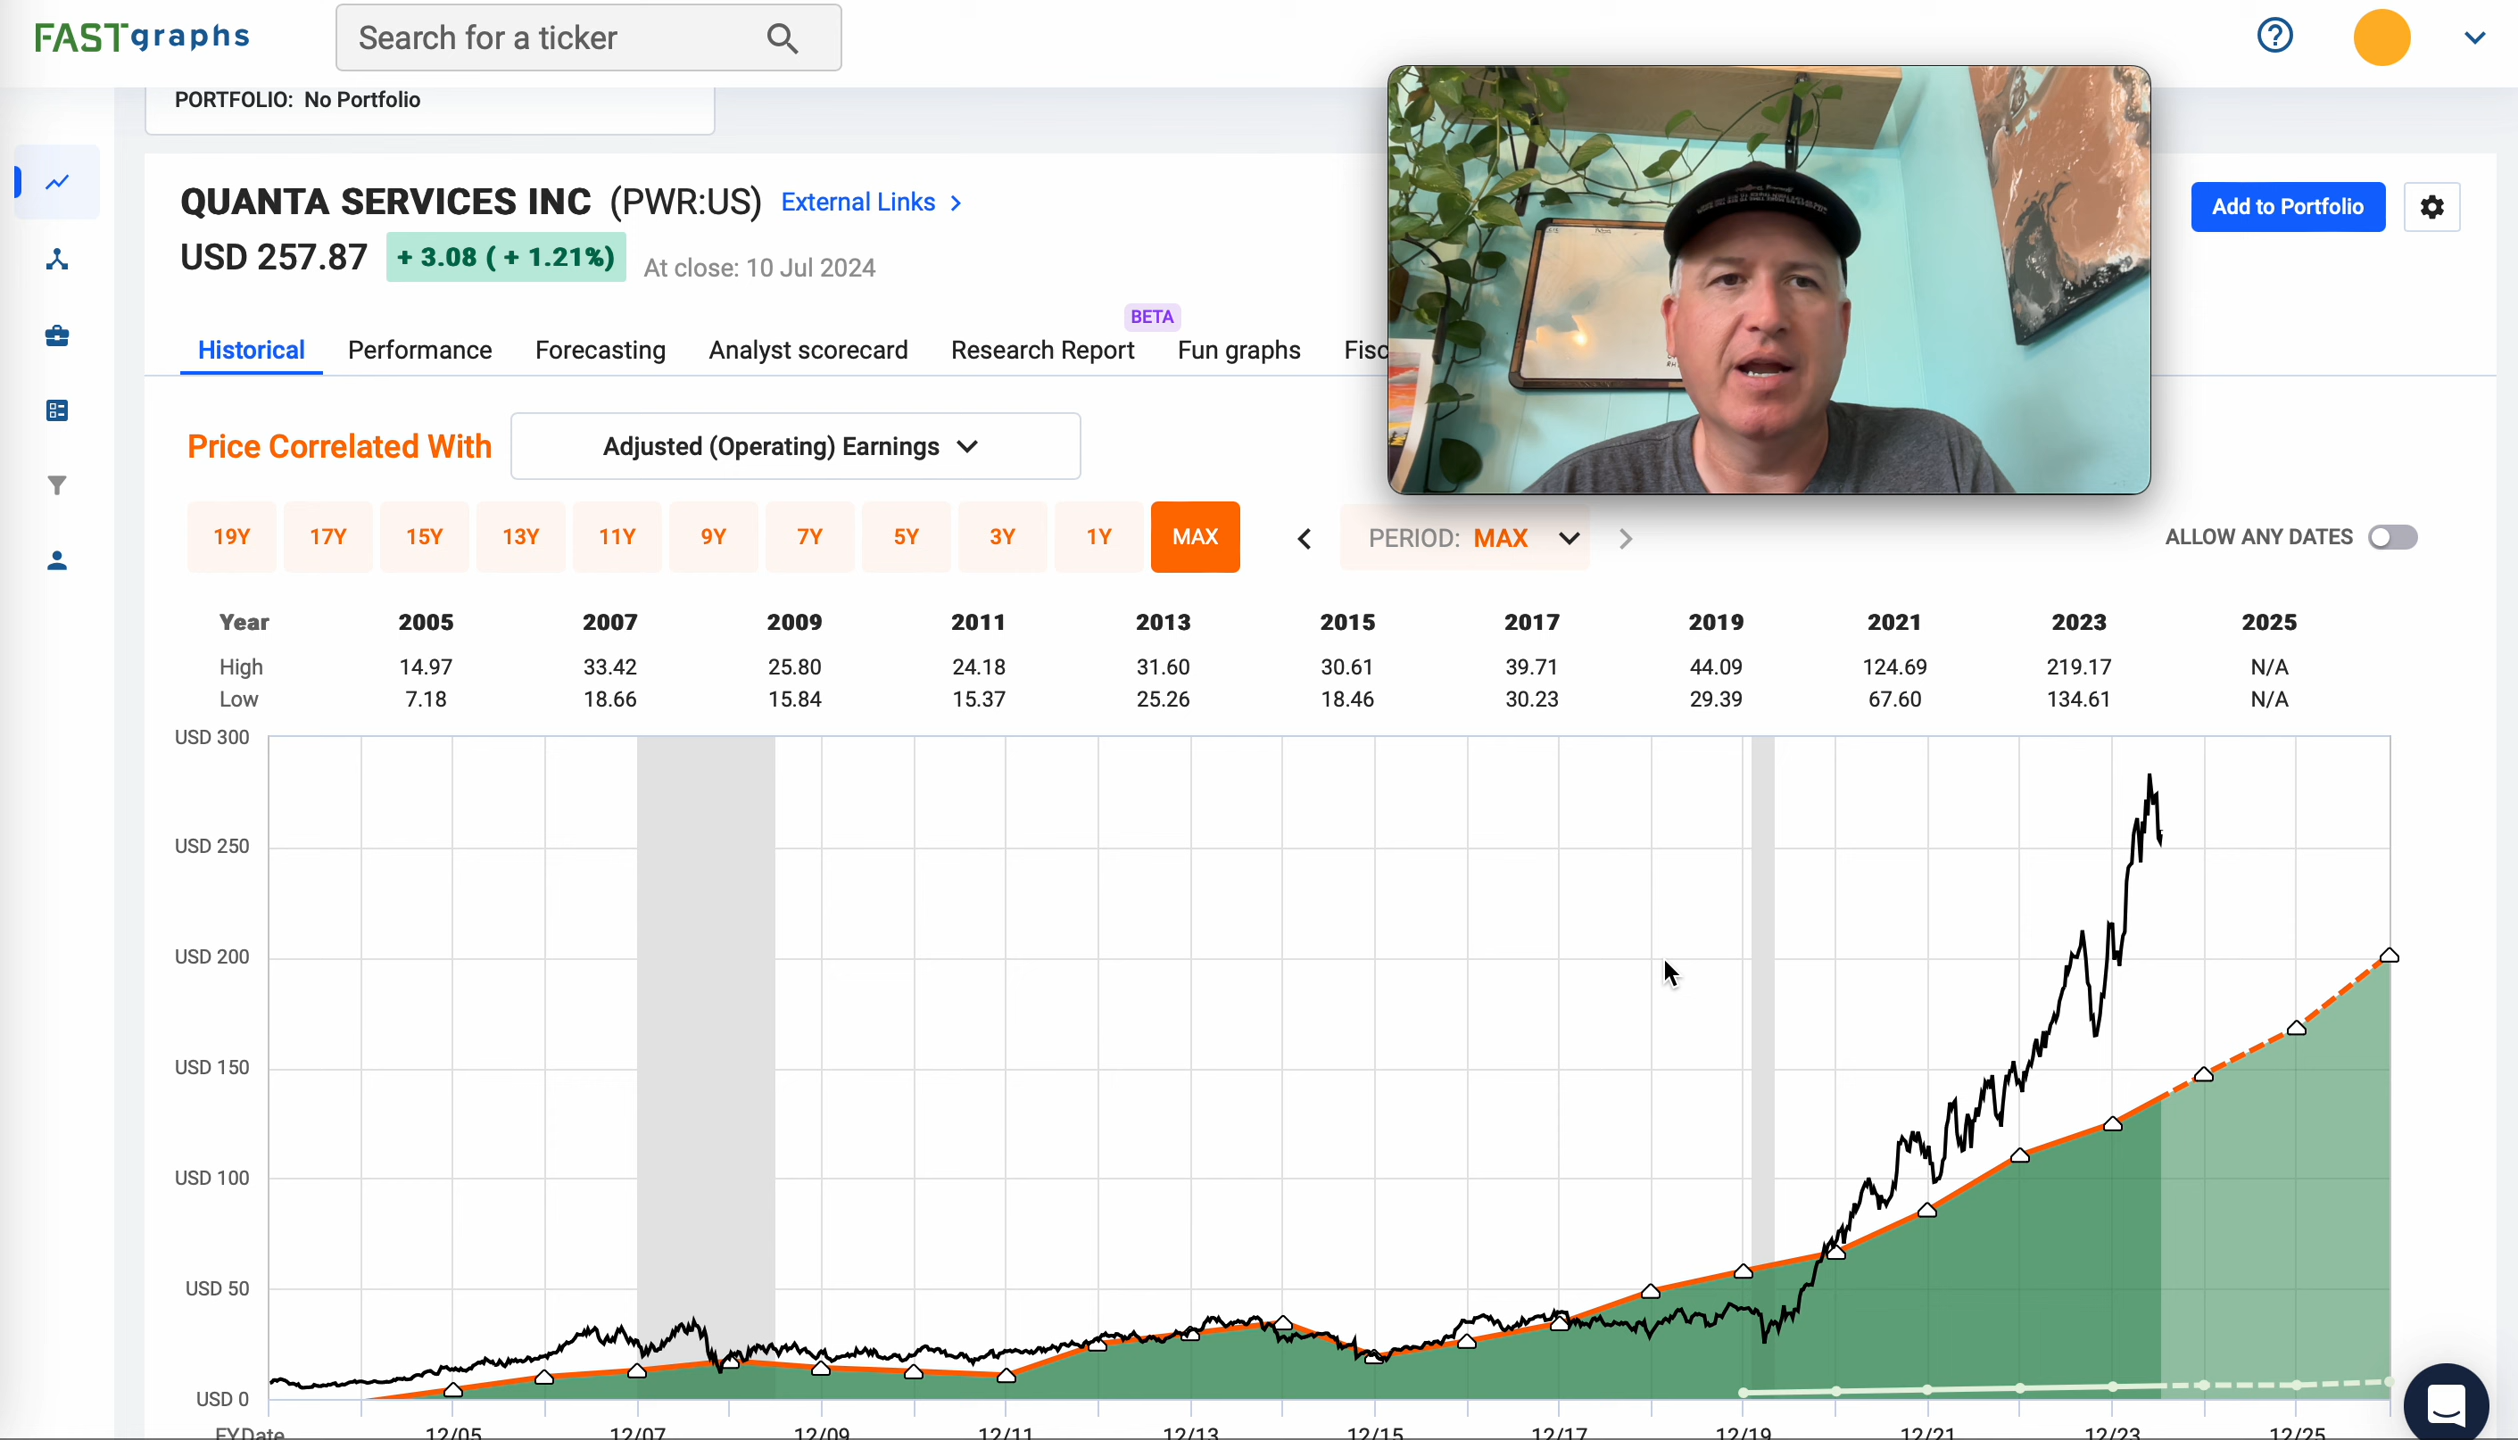 FASTgraphs
Search for a ticker
PORTFOLIO: No Portfolio
QUANTA SERVICES INC (PWR:US) External Links >
USD 257.87 + 3.08 ( + 1.21%) At close: 10 Jul 2024
Add to Portfolio
BETA
Historical Performance Forecasting Analyst scorecard Research Report Fun graphs Fisc
Price Correlated With Adjusted (Operating) Earnings
19Y 17Y 15Y 13Y 11Y 9Y 7Y 5Y 3Y 1Y MAX PERIOD: MAX ALLOW ANY DATES
Year 2005 2007 2009 2011 2013 2015 2017 2019 2021 2023 2025
High 14.97 33.42 25.80 24.18 31.60 30.61 39.71 44.09 124.69 219.17 N/A
Low 7.18 18.66 15.84 15.37 25.26 18.46 30.23 29.39 67.60 134.61 N/A
USD 300
USD 250
USD 200
USD 150
USD 100
USD 50
USD 0
FYDate 12/05 12/07 12/09 12/11 12/13 12/15 12/17 12/19 12/21 12/23 12/25